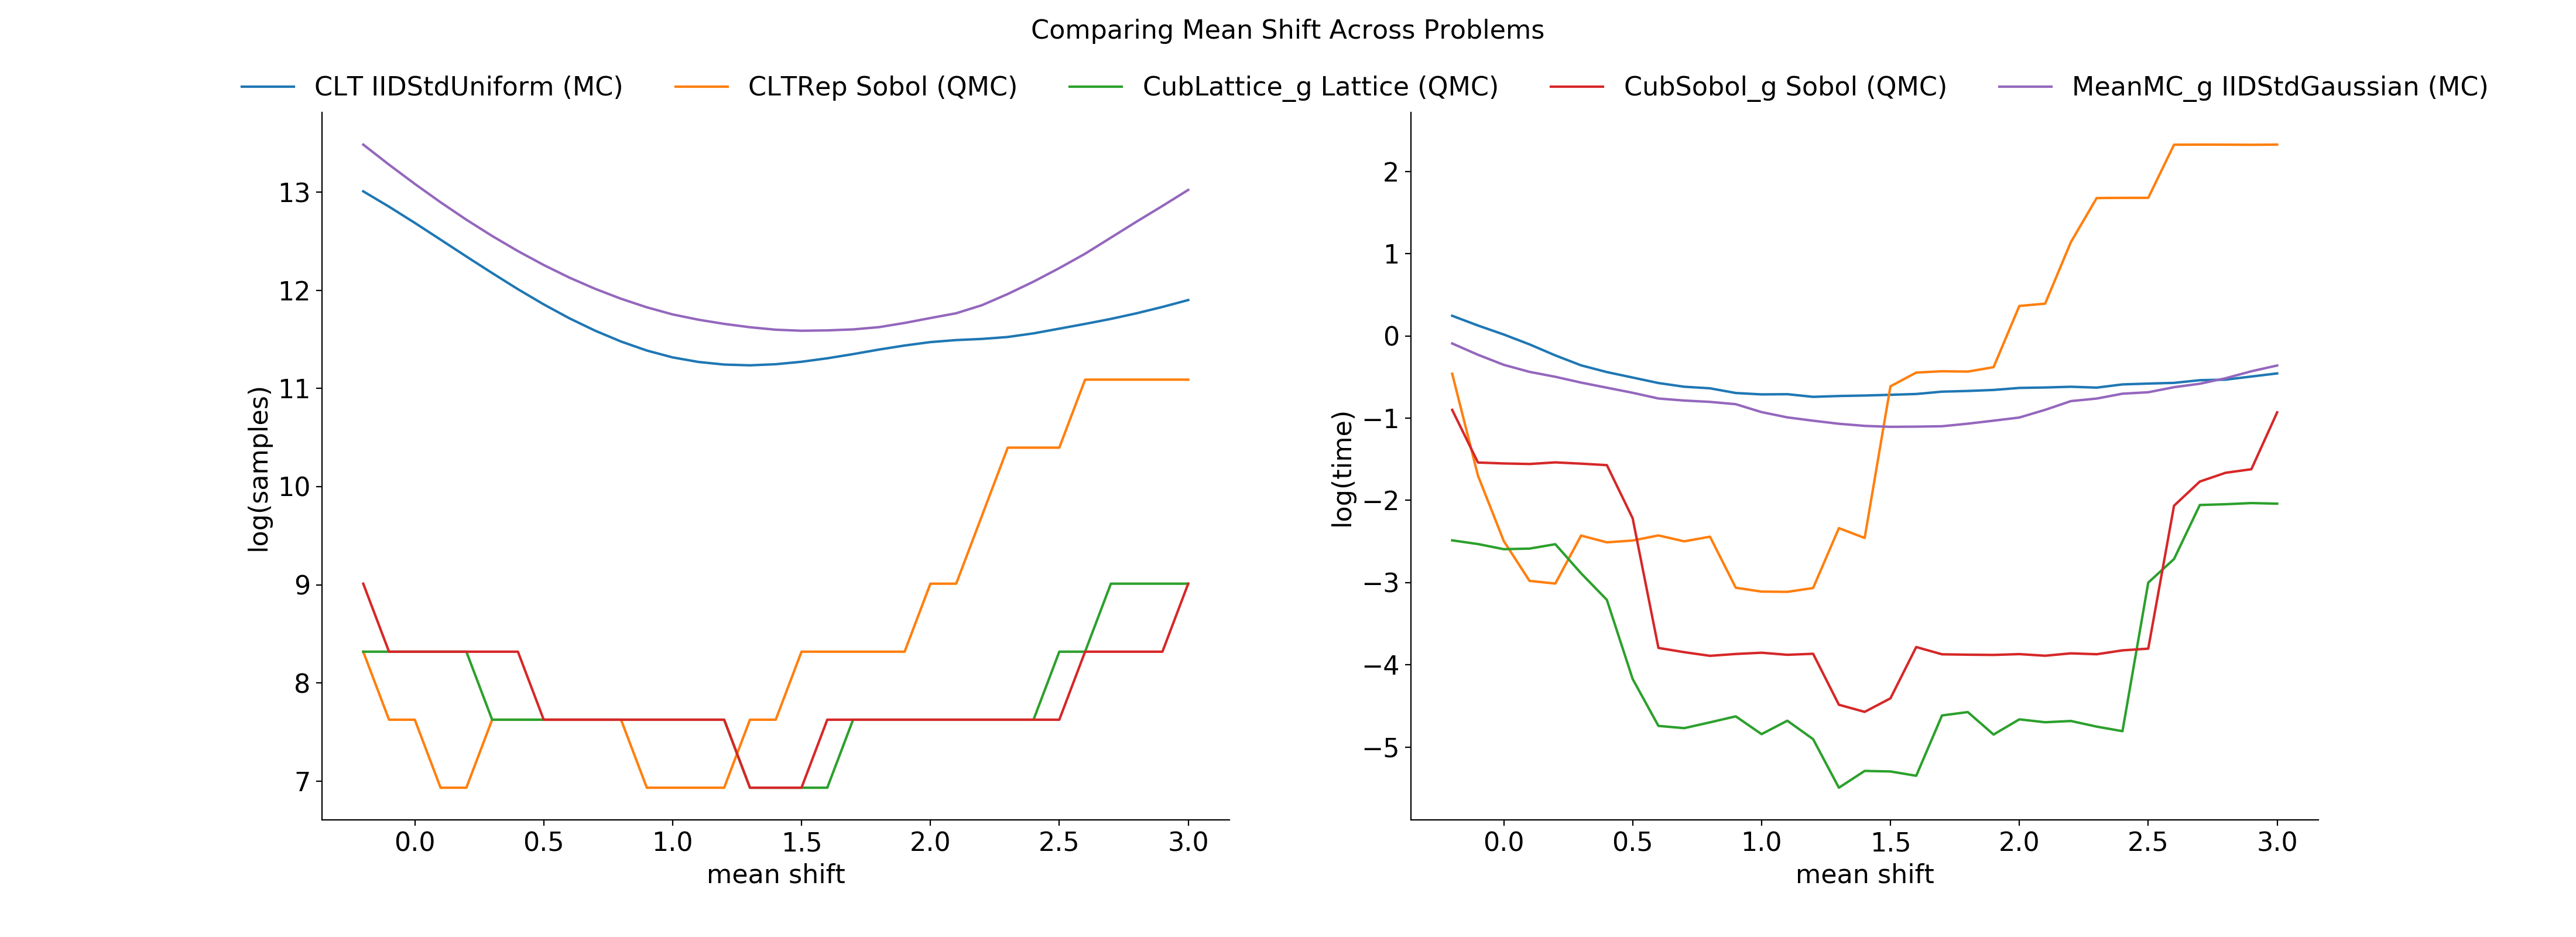 Comparing Mean Shift Across Problems
CLT IIDStdUniform (MC) CLTRep Sobol (QMC) CubLattice_g Lattice (QMC) CubSobol_g Sobol (QMC) MeanMC_g IIDStdGaussian (MC)
13
12
11
10
9
8
7
log(samples)
0.0 0.5 1.0 1.5 2.0 2.5 3.0
mean shift
2
1
0
−1
−2
−3
−4
−5
log(time)
0.0 0.5 1.0 1.5 2.0 2.5 3.0
mean shift